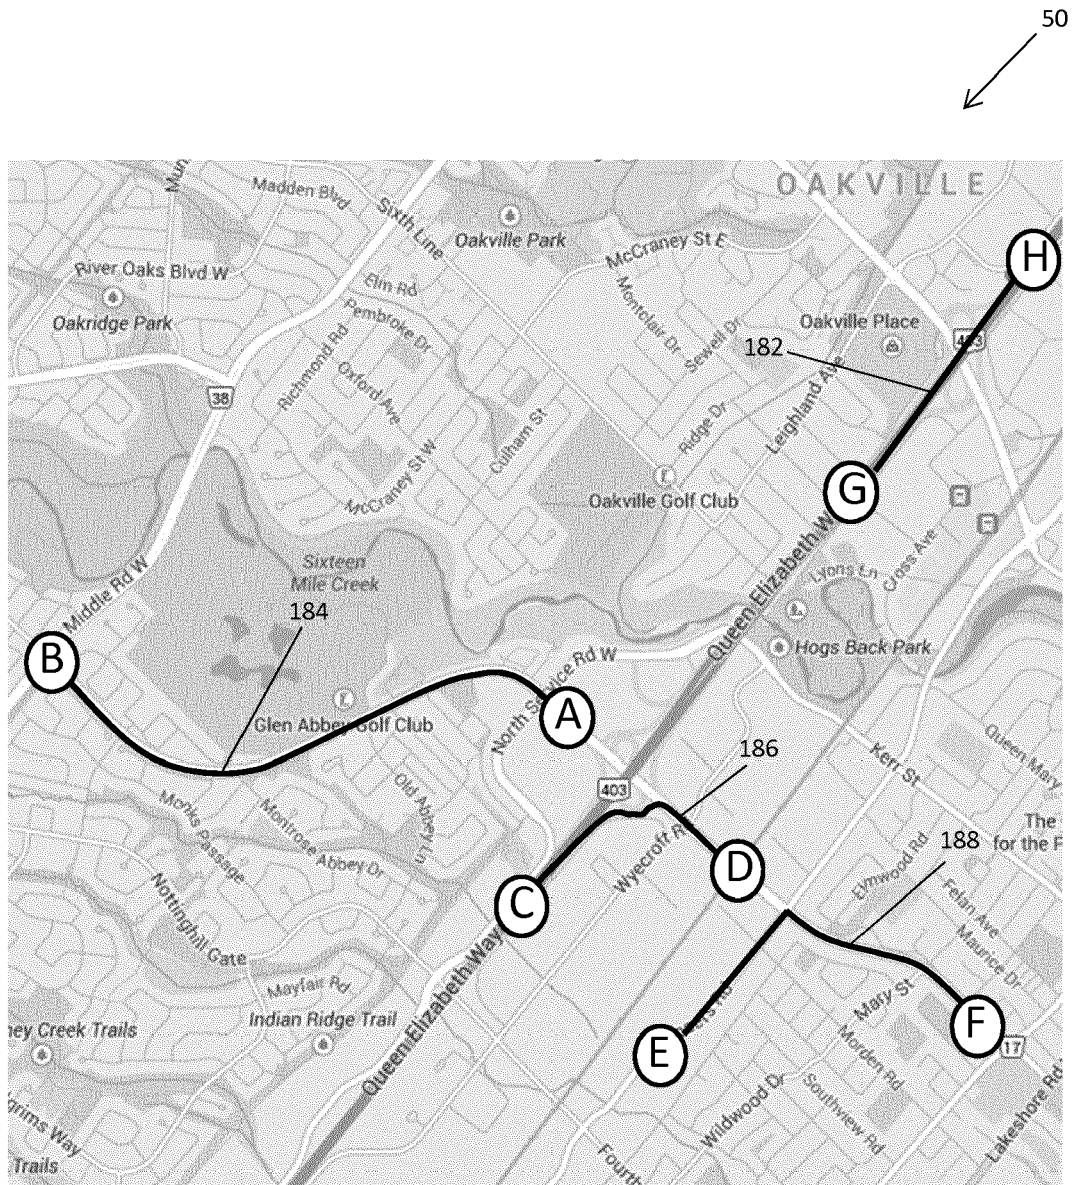 50
OAKVILLE
Madden Blvd
Sixth Line
Oakville Park
McCraney St E
H
River Oaks Blvd W
Oakridge Park
Elm Rd
Pembroke Dr
Montclair Dr
Sewell Dr
Oakville Place
403
182
Richmond Rd
Oxford Ave
38
Culham St
Ridge Dr
Leighland Ave
McCraney St W
Oakville Golf Club
G
Queen Elizabeth W
Cross Ave
Lyons Ln
Sixteen
Mile Creek
Middle Rd W
184
B
Hogs Back Park
North Service Rd W
A
Glen Abbey Golf Club
186
Kerr St
Queen Mary
403
Old Abbey Ln
Monks Passage
Montrose Abbey Dr
Wyecroft R
D
188
The
for the F
Elmwood Rd
Felan Ave
Maurice Dr
C
Nottinghill Gate
Queen Elizabeth Way
Mayfair Rd
Indian Ridge Trail
Mary St
F
17
E
ney Creek Trails
Morden Rd
Wildwood Dr
Southview Rd
Lakeshore Rd
grims Way
Trails
Fourth